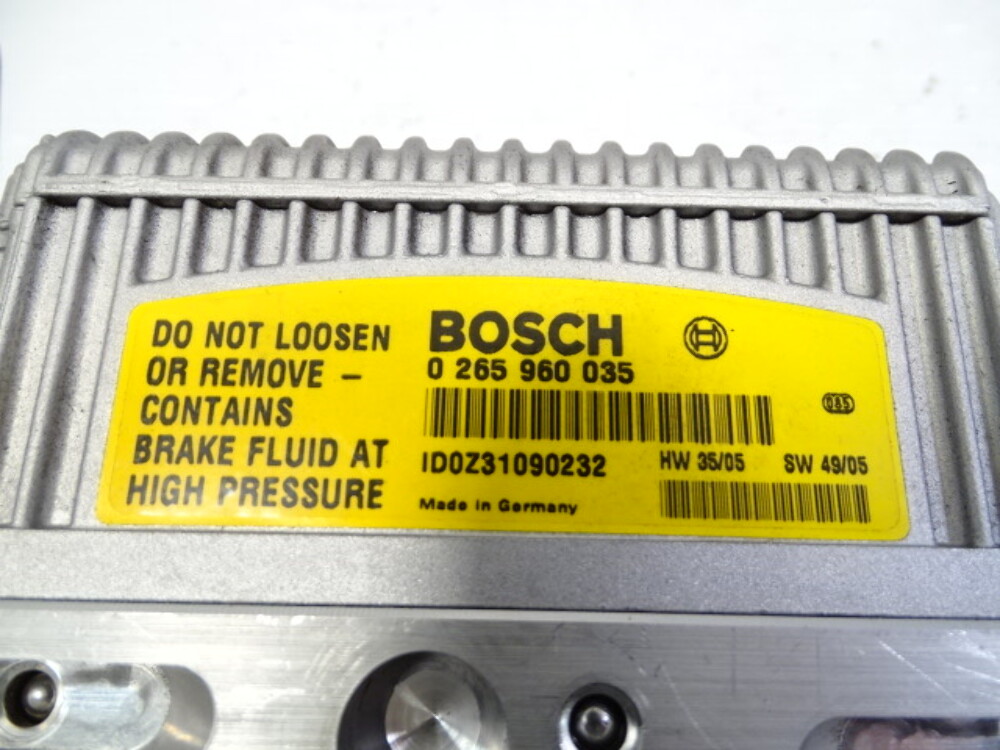 DO NOT LOOSEN
OR REMOVE –
CONTAINS
BRAKE FLUID AT
HIGH PRESSURE
BOSCH
0 265 960 035
085
ID0Z31090232
HW 35/05 SW 49/05
Made in Germany